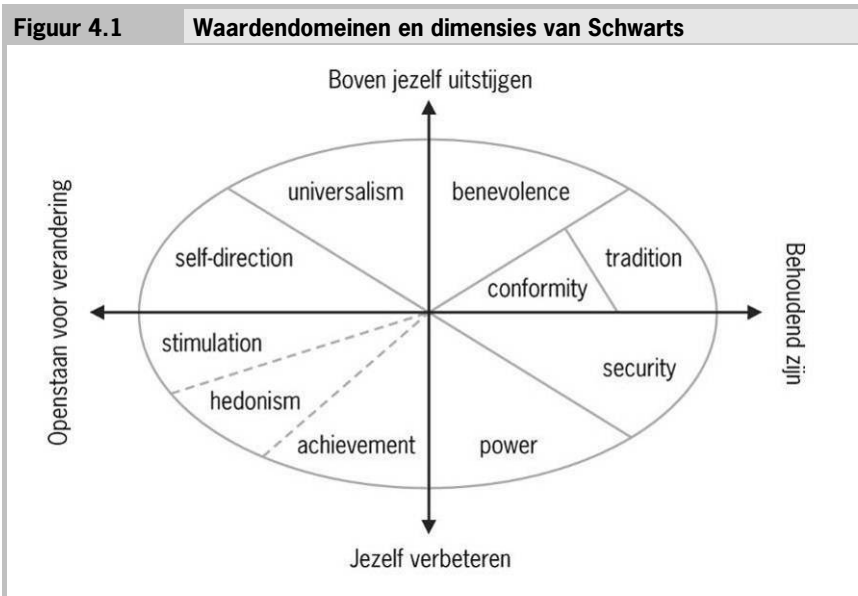 Figuur 4.1 Waardendomeinen en dimensies van Schwarts
Boven jezelf uitstijgen
universalism benevolence
self-direction tradition
conformity
Openstaan voor verandering
Behoudend zijn
stimulation
security
hedonism
achievement power
Jezelf verbeteren